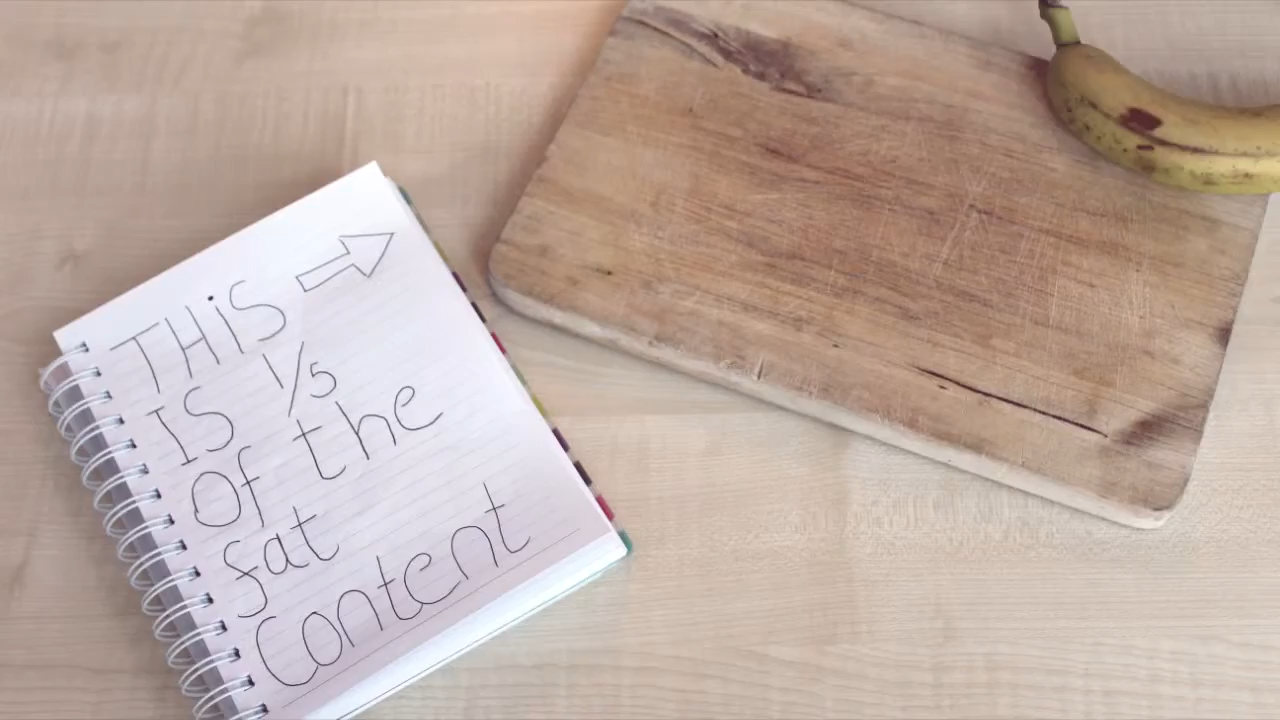 THiS
IS 1/5
Of the
fat
Content